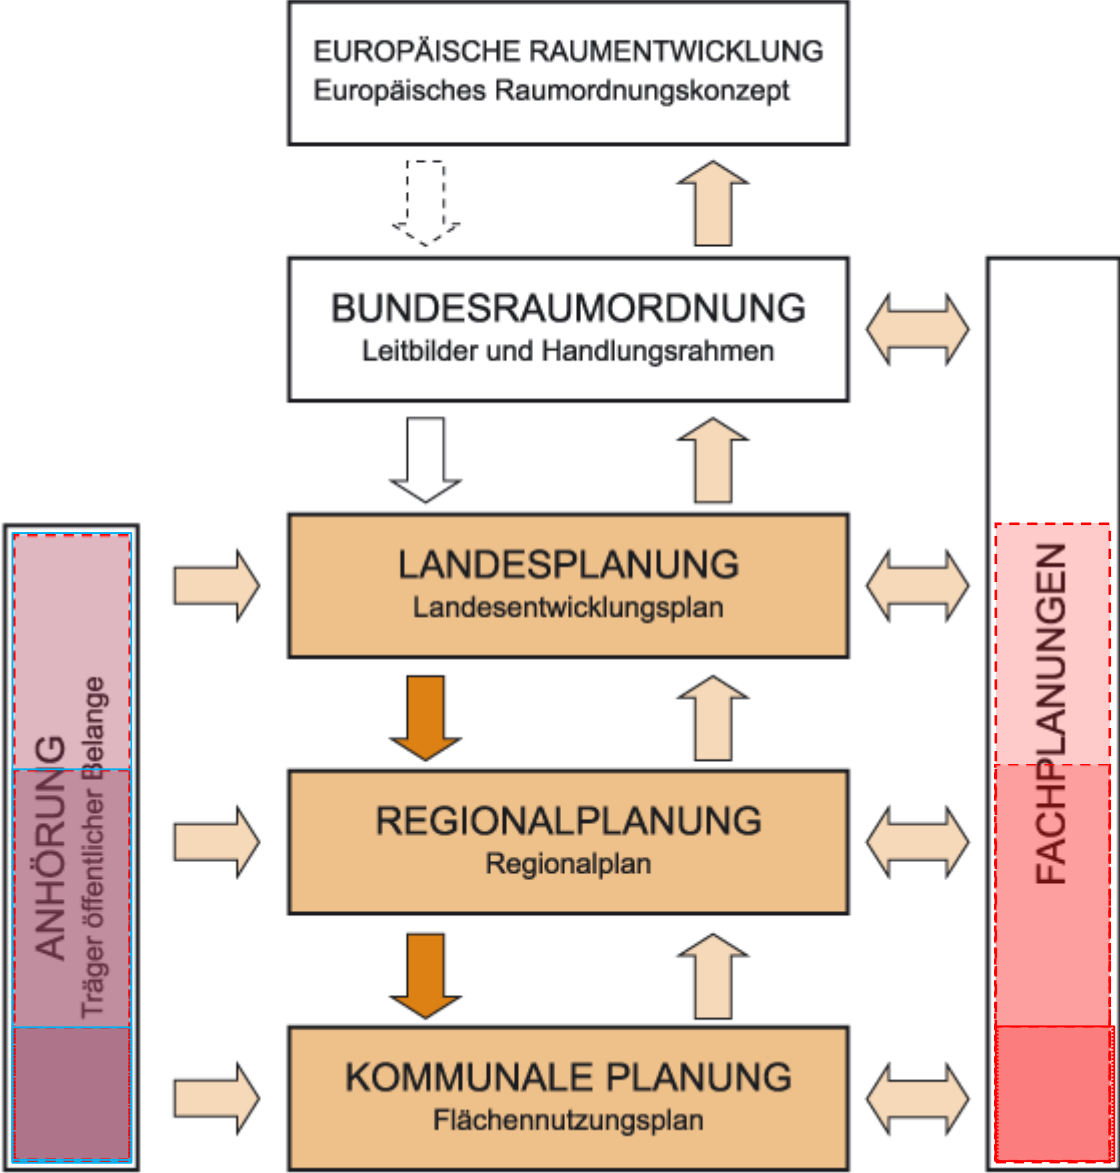 EUROPÄISCHE RAUMENTWICKLUNG
Europäisches Raumordnungskonzept
BUNDESRAUMORDNUNG
Leitbilder und Handlungsrahmen
LANDESPLANUNG
Landesentwicklungsplan
REGIONALPLANUNG
Regionalplan
KOMMUNALE PLANUNG
Flächennutzungsplan
ANHÖRUNG
Träger öffentlicher Belange
FACHPLANUNGEN